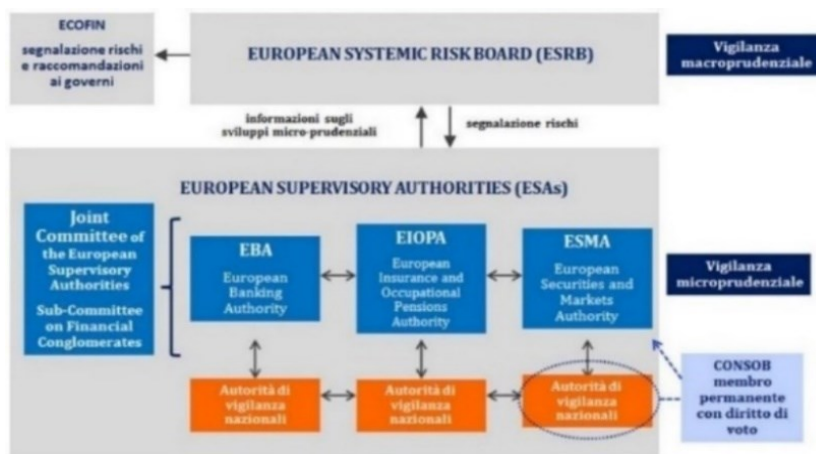 ECOFIN
segnalazione rischi
e raccomandazioni
ai governi
EUROPEAN SYSTEMIC RISK BOARD (ESRB)
Vigilanza
macroprudenziale
informazioni sugli
sviluppi micro-prudenziali
segnalazione rischi
EUROPEAN SUPERVISORY AUTHORITIES (ESAs)
Joint
Committee of
the European
Supervisory
Authorities
Sub-Committee
on Financial
Conglomerates
EBA
European
Banking
Authority
EIOPA
European
Insurance and
Occupational
Pensions
Authority
ESMA
European
Securities and
Markets
Authority
Vigilanza
microprudenziale
Autorità di
vigilanza
nazionali
Autorità di
vigilanza
nazionali
Autorità di
vigilanza
nazionali
CONSOB
membro
permanente
con diritto di
voto